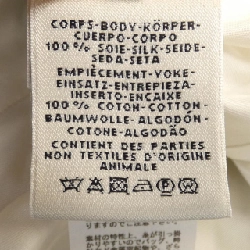 CORPS-BODY-KÖRPER-
CUERPO-CORPO
100 % SOIE-SILK-SEIDE-
SEDA-SETA
EMPIÈCEMENT-YOKE-
EINSATZ-ENTREPIEZA-
INSERTO-ENCAIXE
100 % COTON-COTTON-
BAUMWOLLE-ALGODÓN-
COTONE-ALGODÃO
CONTIENT DES PARTIES
NON TEXTILES D'ORIGINE
ANIMALE